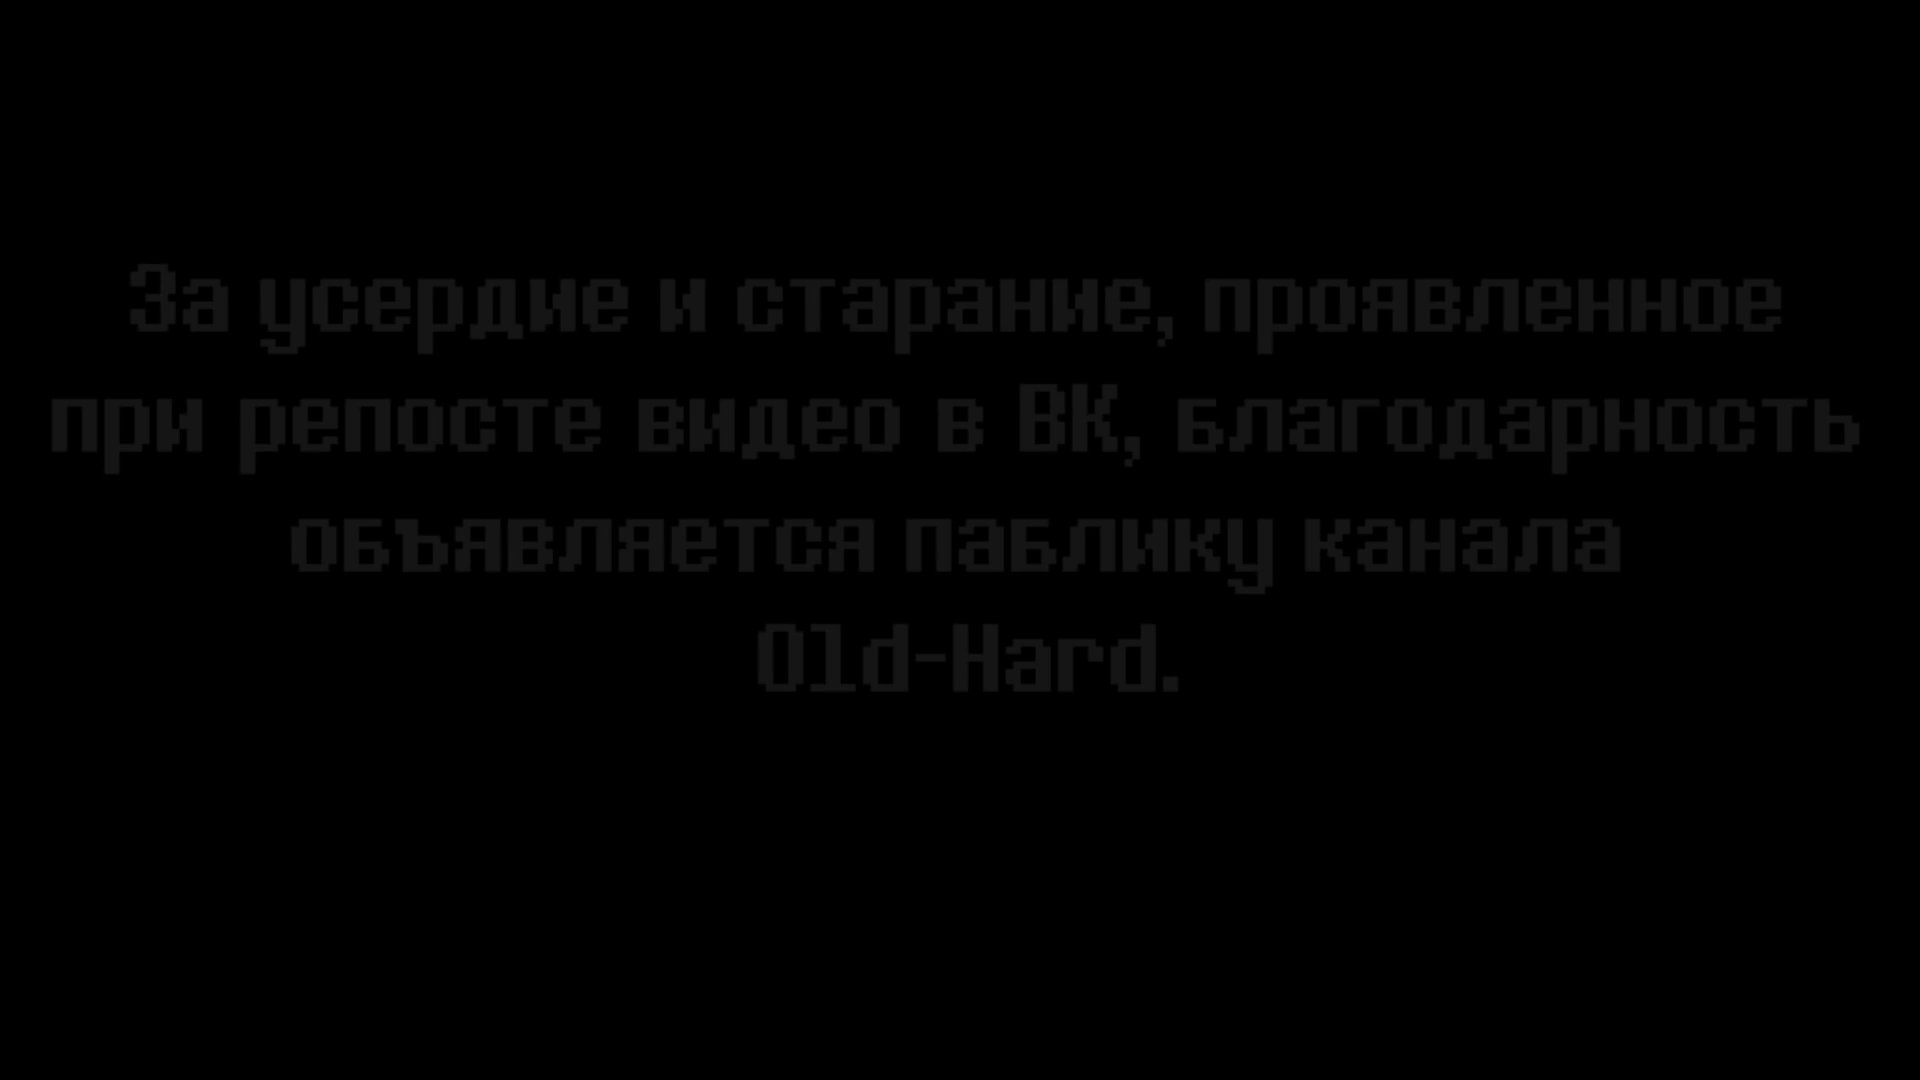 За усердие и старание, проявленное
при репосте видео в ВК, благодарность
объявляется паблику канала
Old-Hard.